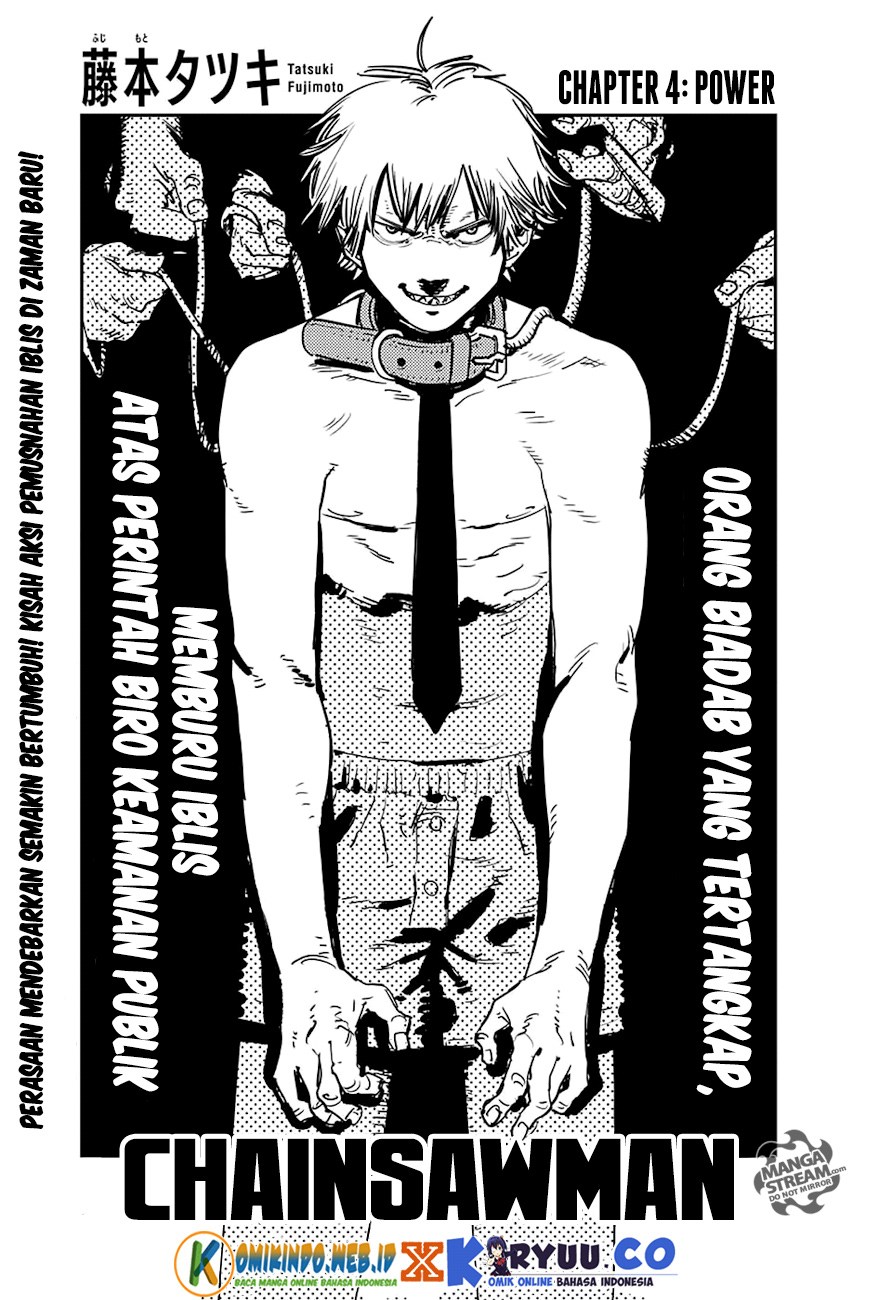 ふじ もと
藤本タツキ
Tatsuki
Fujimoto
CHAPTER 4: POWER
ORANG BIADAB YANG TERTANGKAP,
MEMBURU IBLIS
ATAS PERINTAH BIRO KEAMANAN PUBLIK
PERASAAN MENDEBARKAN SEMAKIN BERTUMBUH! KISAH AKSI PEMUSNAHAN IBLIS DI ZAMAN BARU!
CHAINSAWMAN
MANGA
STREAM.com
DO NOT MIRROR
KOMIKINDO.WEB.ID X KIRYUU.CO
BACA MANGA ONLINE BAHASA INDONESIA
KOMIK ONLINE BAHASA INDONESIA